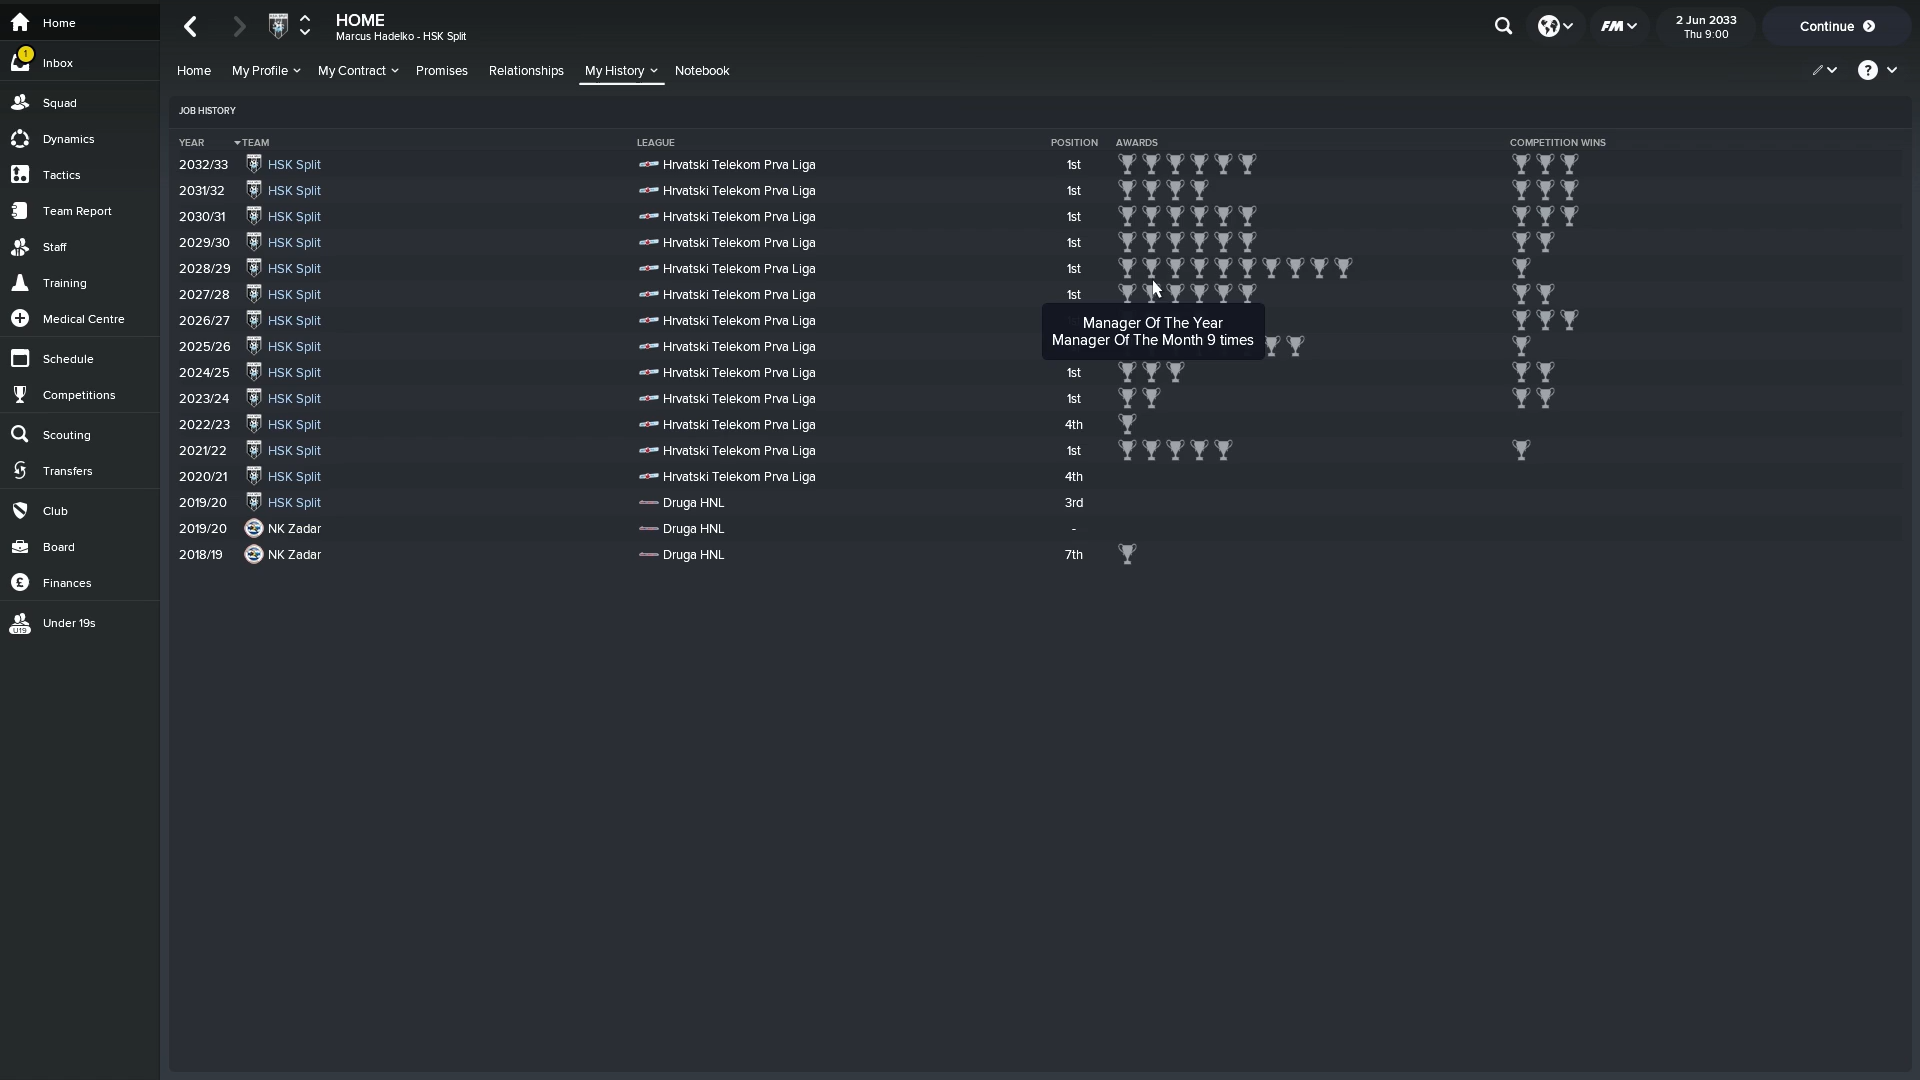 Home
Inbox
1
Squad
Dynamics
Tactics
Team Report
Staff
Training
Medical Centre
Schedule
Competitions
Scouting
Transfers
Club
Board
Finances
Under 19s
U19
HOME
Marcus Hadelko - HSK Split
FM
2 Jun 2033
Thu 9:00
Continue
Home My Profile My Contract Promises Relationships My History Notebook
?
JOB HISTORY
YEAR TEAM LEAGUE POSITION AWARDS COMPETITION WINS
2032/33 HSK Split Hrvatski Telekom Prva Liga 1st
2031/32 HSK Split Hrvatski Telekom Prva Liga 1st
2030/31 HSK Split Hrvatski Telekom Prva Liga 1st
2029/30 HSK Split Hrvatski Telekom Prva Liga 1st
2028/29 HSK Split Hrvatski Telekom Prva Liga 1st
2027/28 HSK Split Hrvatski Telekom Prva Liga 1st
2026/27 HSK Split Hrvatski Telekom Prva Liga
2025/26 HSK Split Hrvatski Telekom Prva Liga
2024/25 HSK Split Hrvatski Telekom Prva Liga 1st
2023/24 HSK Split Hrvatski Telekom Prva Liga 1st
2022/23 HSK Split Hrvatski Telekom Prva Liga 4th
2021/22 HSK Split Hrvatski Telekom Prva Liga 1st
2020/21 HSK Split Hrvatski Telekom Prva Liga 4th
2019/20 HSK Split Druga HNL 3rd
2019/20 NK Zadar Druga HNL -
2018/19 NK Zadar Druga HNL 7th
Manager Of The Year
Manager Of The Month 9 times